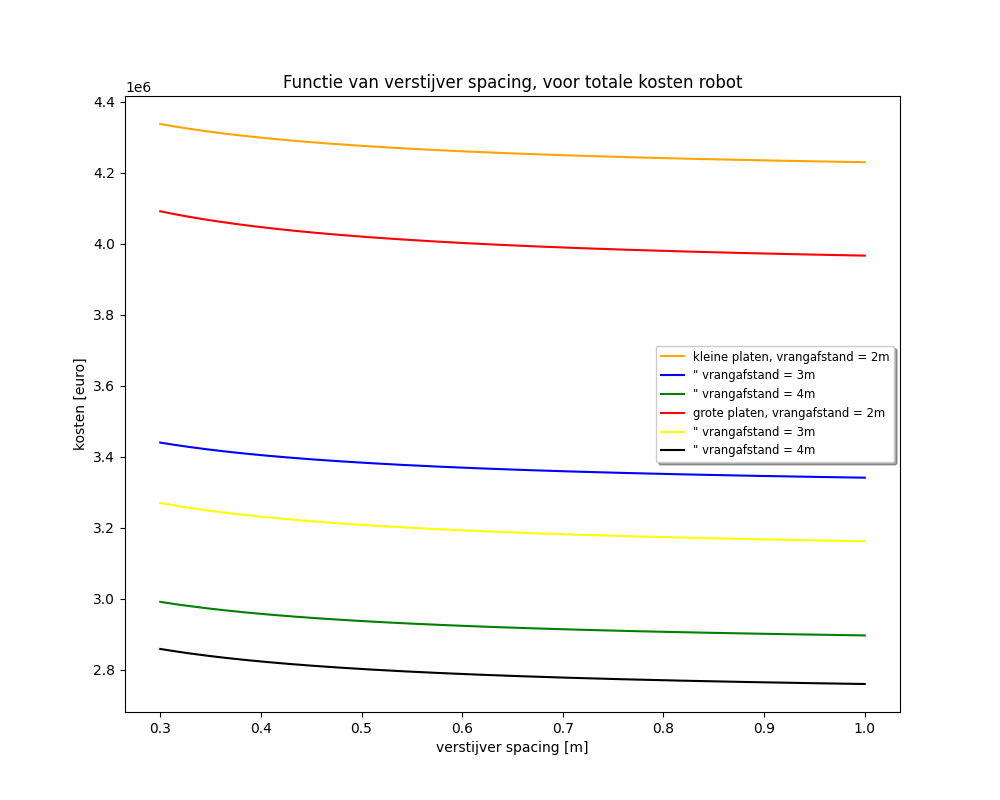 Functie van verstijver spacing, voor totale kosten robot
1e6
4.4
4.2
4.0
3.8
3.6
3.4
3.2
3.0
2.8
kosten [euro]
kleine platen, vrangafstand = 2m
" vrangafstand = 3m
" vrangafstand = 4m
grote platen, vrangafstand = 2m
" vrangafstand = 3m
" vrangafstand = 4m
0.3 0.4 0.5 0.6 0.7 0.8 0.9 1.0
verstijver spacing [m]